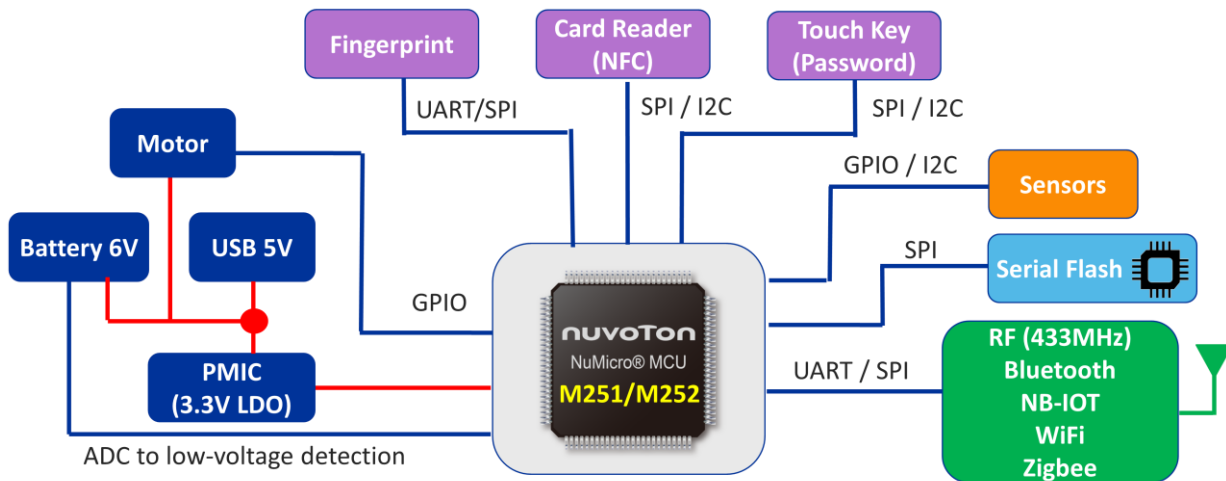 Fingerprint
Card Reader
(NFC)
Touch Key
(Password)
UART/SPI
SPI / I2C
SPI / I2C
Motor
GPIO / I2C
Sensors
Battery 6V
USB 5V
SPI
Serial Flash
GPIO
nuvoTon
NuMicro® MCU
M251/M252
PMIC
(3.3V LDO)
UART / SPI
RF (433MHz)
Bluetooth
NB-IOT
WiFi
Zigbee
ADC to low-voltage detection